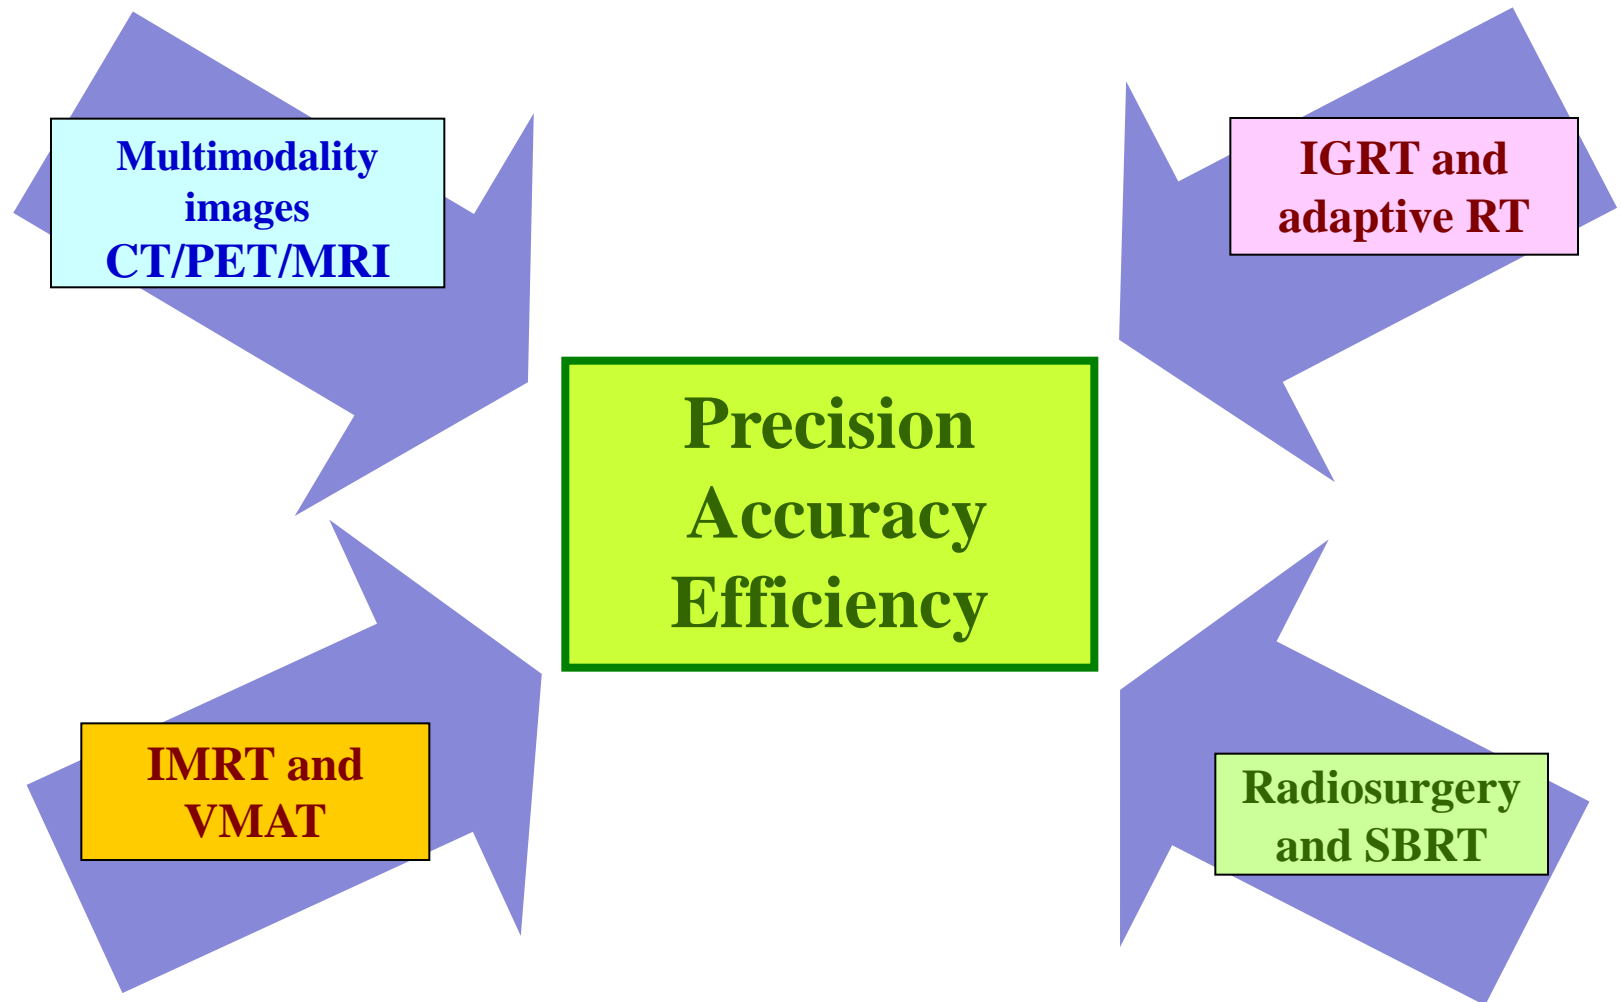 Multimodality
images
CT/PET/MRI
IGRT and
adaptive RT
Precision
Accuracy
Efficiency
IMRT and
VMAT
Radiosurgery
and SBRT